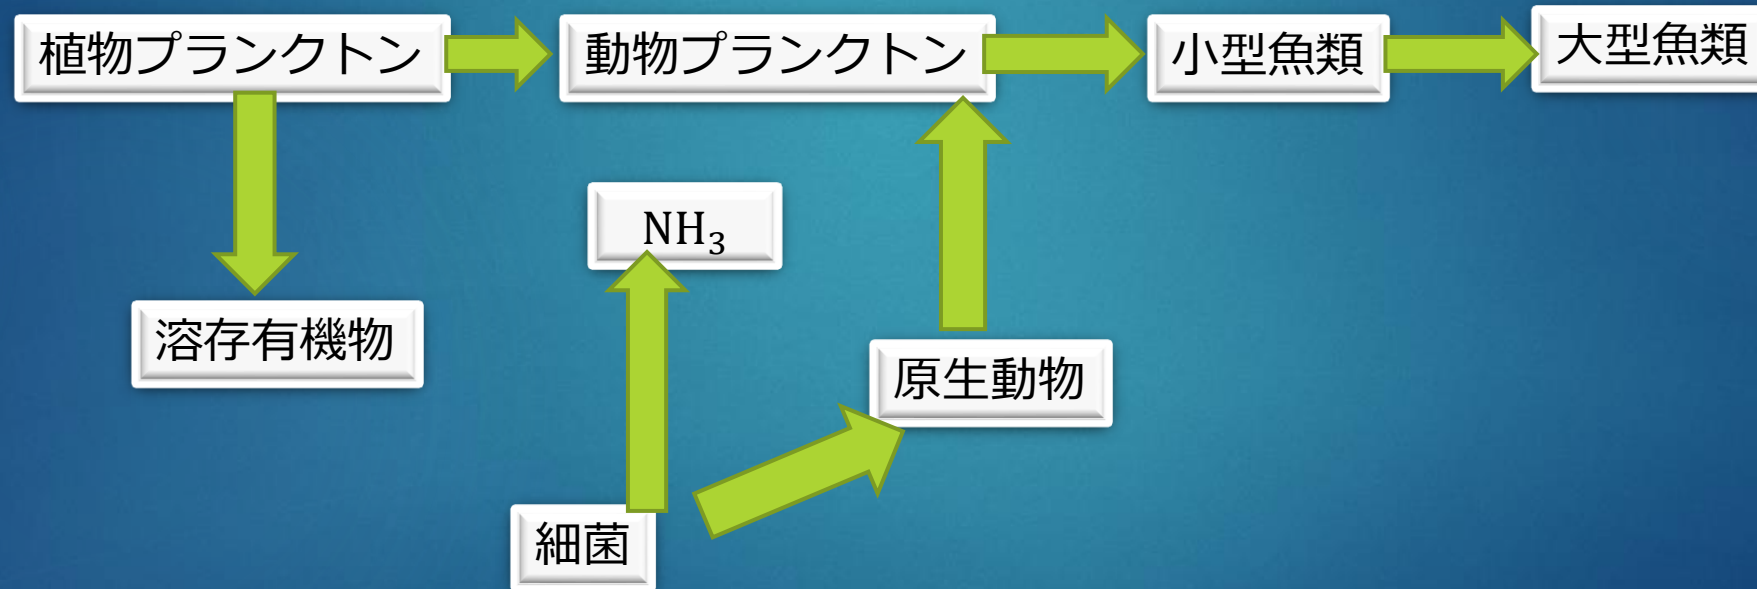 植物プランクトン
動物プランクトン
小型魚類
大型魚類
NH₃
溶存有機物
原生動物
細菌